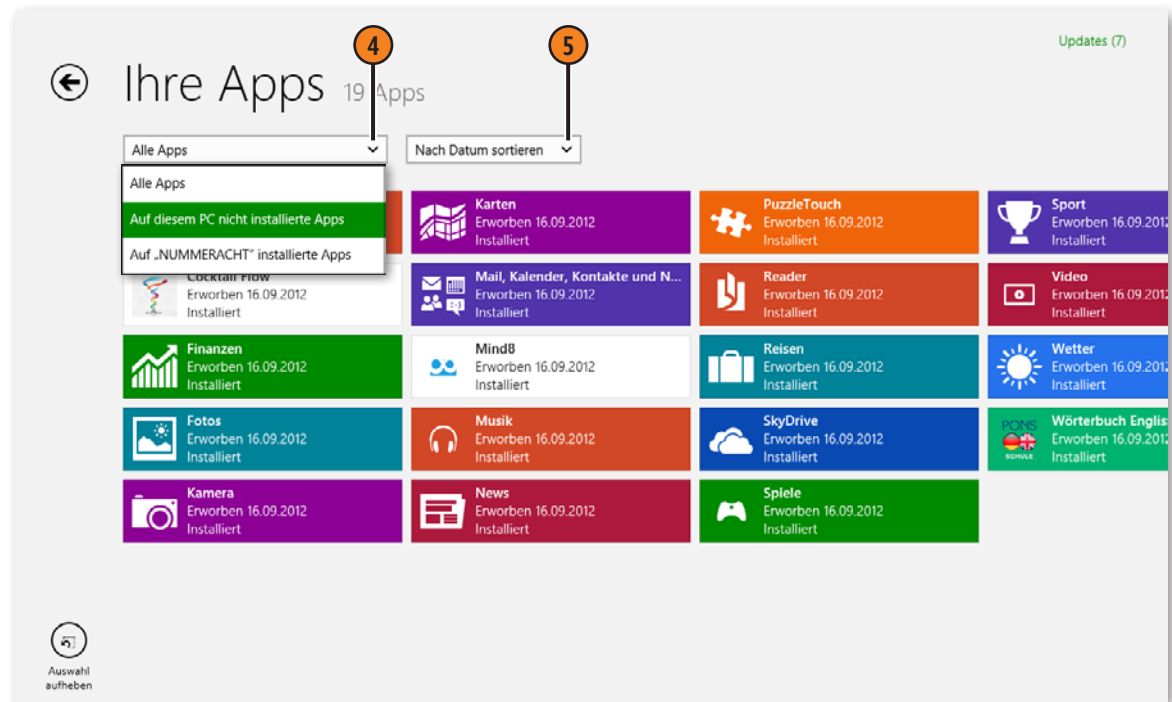 4
5
Updates (7)
Ihre Apps 19 Apps
Alle Apps
Nach Datum sortieren
Alle Apps
Auf diesem PC nicht installierte Apps
Auf „NUMMERACHT“ installierte Apps
Cocktail Flow
Erworben 16.09.2012
Installiert
Finanzen
Erworben 16.09.2012
Installiert
Fotos
Erworben 16.09.2012
Installiert
Kamera
Erworben 16.09.2012
Installiert
Karten
Erworben 16.09.2012
Installiert
Mail, Kalender, Kontakte und N...
Erworben 16.09.2012
Installiert
Mind8
Erworben 16.09.2012
Installiert
Musik
Erworben 16.09.2012
Installiert
News
Erworben 16.09.2012
Installiert
PuzzleTouch
Erworben 16.09.2012
Installiert
Reader
Erworben 16.09.2012
Installiert
Reisen
Erworben 16.09.2012
Installiert
SkyDrive
Erworben 16.09.2012
Installiert
Spiele
Erworben 16.09.2012
Installiert
Sport
Erworben 16.09.201
Installiert
Video
Erworben 16.09.201
Installiert
Wetter
Erworben 16.09.201
Installiert
PONS
SCHULE
Wörterbuch Englis
Erworben 16.09.201
Installiert
Auswahl
aufheben